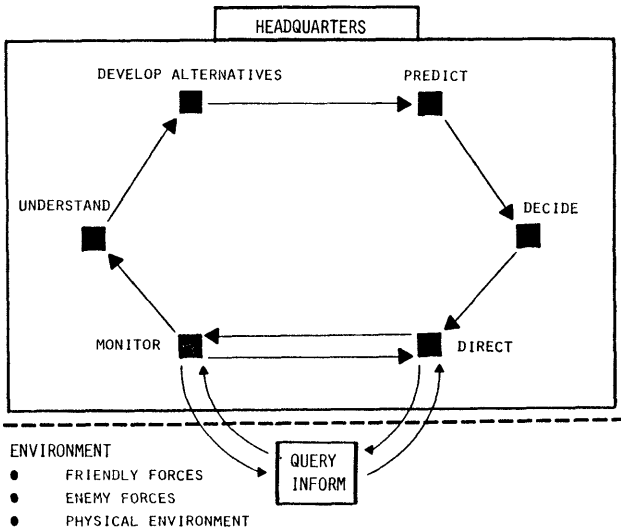 HEADQUARTERS
DEVELOP ALTERNATIVES
PREDICT
UNDERSTAND
DECIDE
MONITOR
DIRECT
ENVIRONMENT
● FRIENDLY FORCES
● ENEMY FORCES
● PHYSICAL ENVIRONMENT
QUERY
INFORM